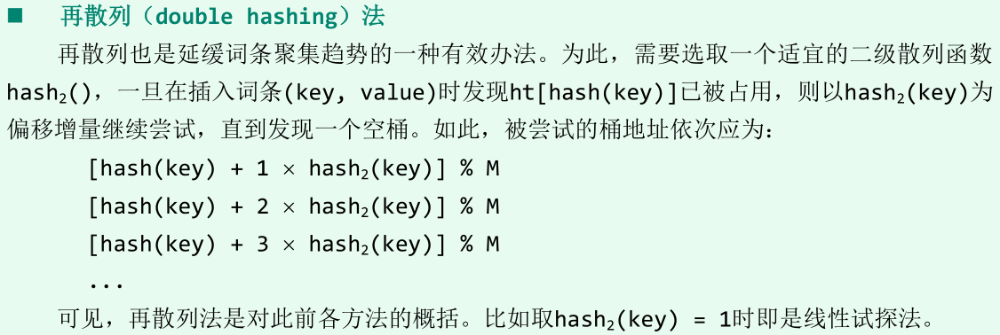 ■ 再散列（double hashing）法
再散列也是延缓词条聚集趋势的一种有效办法。为此，需要选取一个适宜的二级散列函数
hash₂()，一旦在插入词条(key, value)时发现ht[hash(key)]已被占用，则以hash₂(key)为
偏移增量继续尝试，直到发现一个空桶。如此，被尝试的桶地址依次应为：
[hash(key) + 1 × hash₂(key)] % M
[hash(key) + 2 × hash₂(key)] % M
[hash(key) + 3 × hash₂(key)] % M
...
可见，再散列法是对此前各方法的概括。比如取hash₂(key) = 1时即是线性试探法。